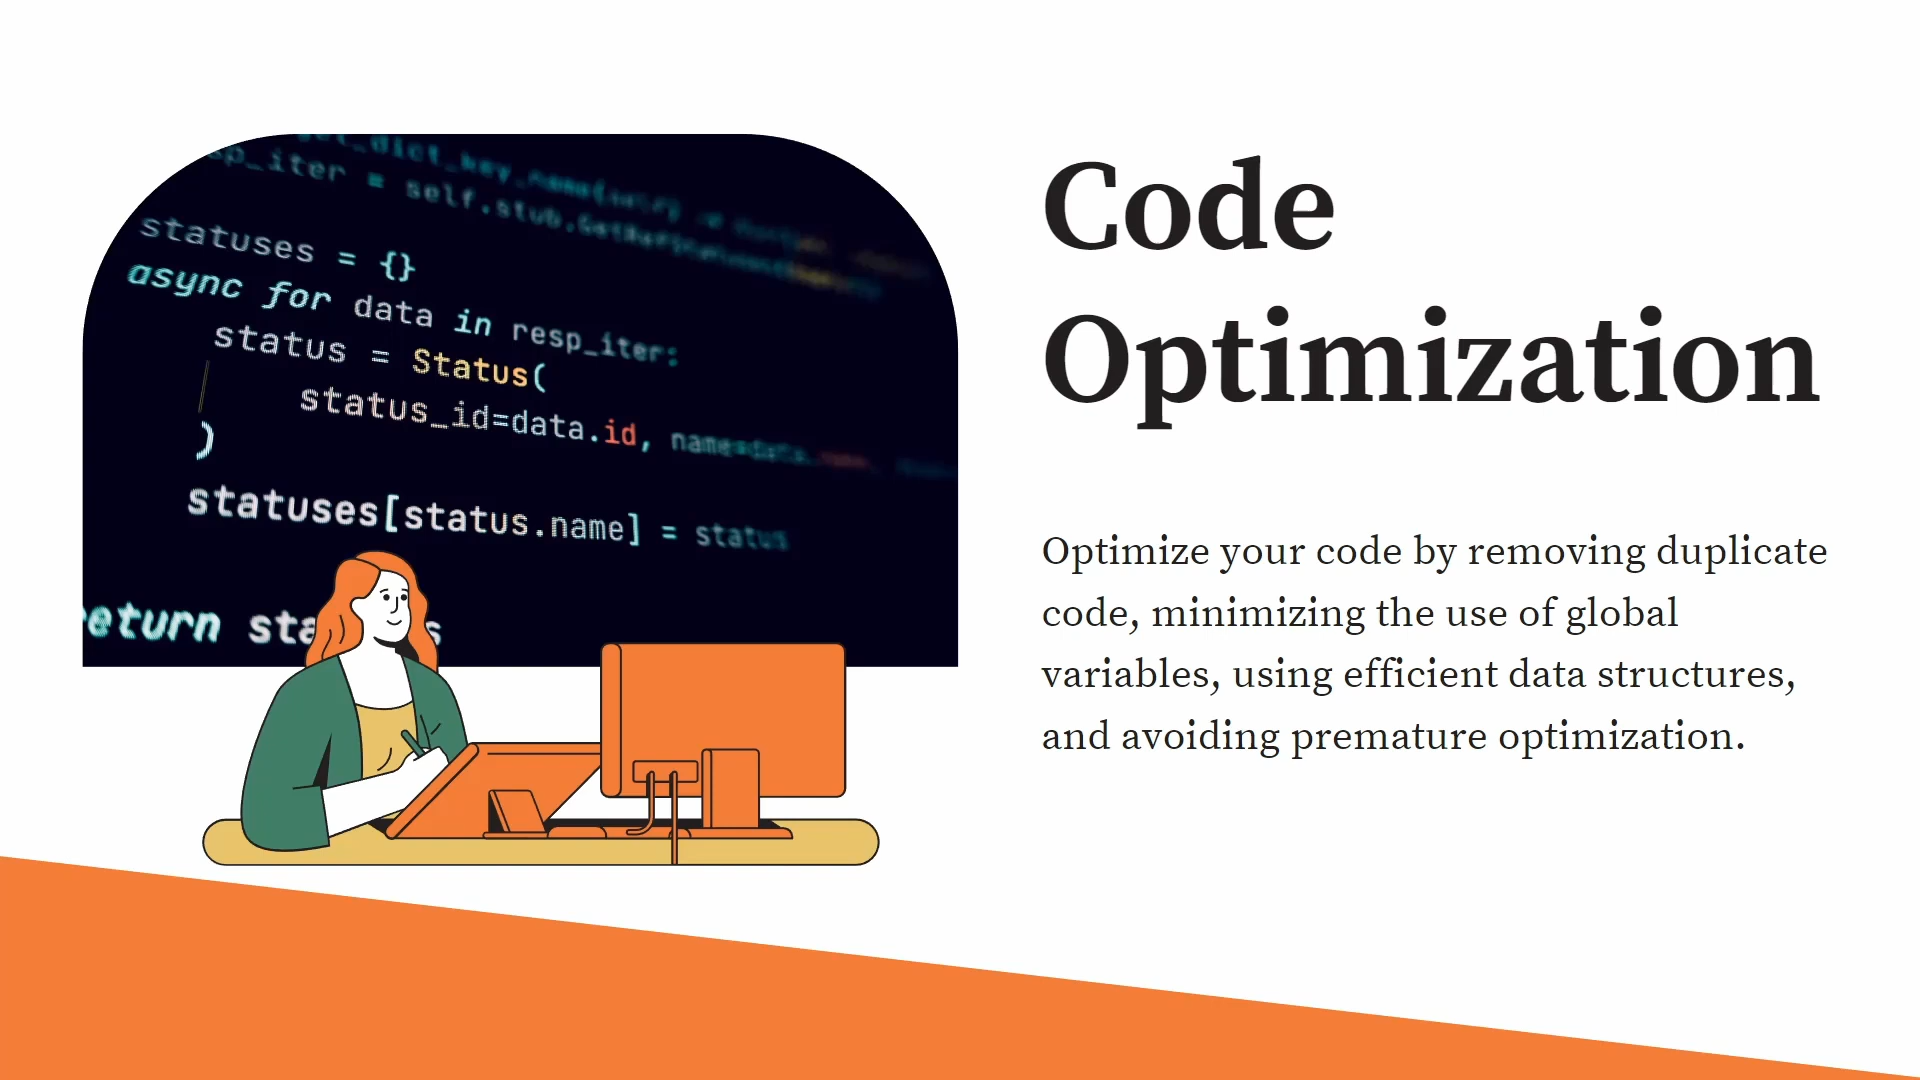 statuses = {}
async for data in resp_iter:
status = Status(
status_id=data.id,
)
statuses[status.name] = status
Code
Optimization
Optimize your code by removing duplicate
code, minimizing the use of global
variables, using efficient data structures,
and avoiding premature optimization.